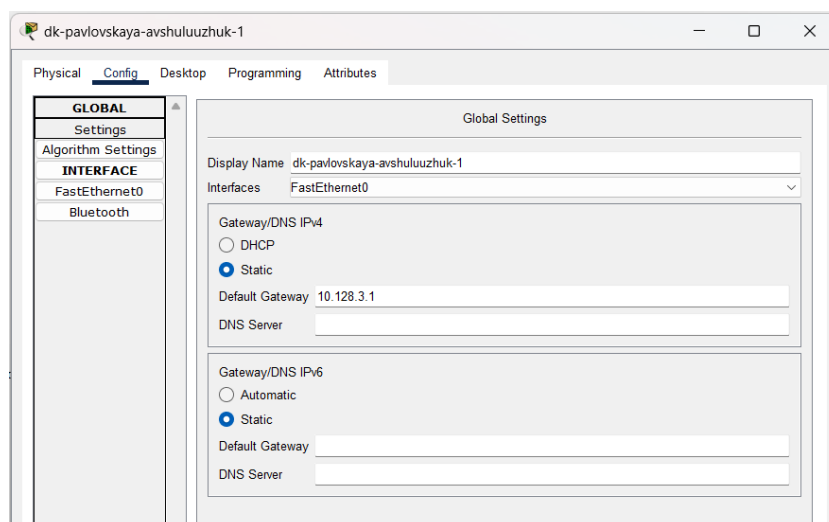 dk-pavlovskaya-avshuluuzhuk-1
Physical Config Desktop Programming Attributes
GLOBAL
Settings
Algorithm Settings
INTERFACE
FastEthernet0
Bluetooth
Global Settings
Display Name dk-pavlovskaya-avshuluuzhuk-1
Interfaces FastEthernet0
Gateway/DNS IPv4
DHCP
Static
Default Gateway 10.128.3.1
DNS Server
Gateway/DNS IPv6
Automatic
Static
Default Gateway
DNS Server